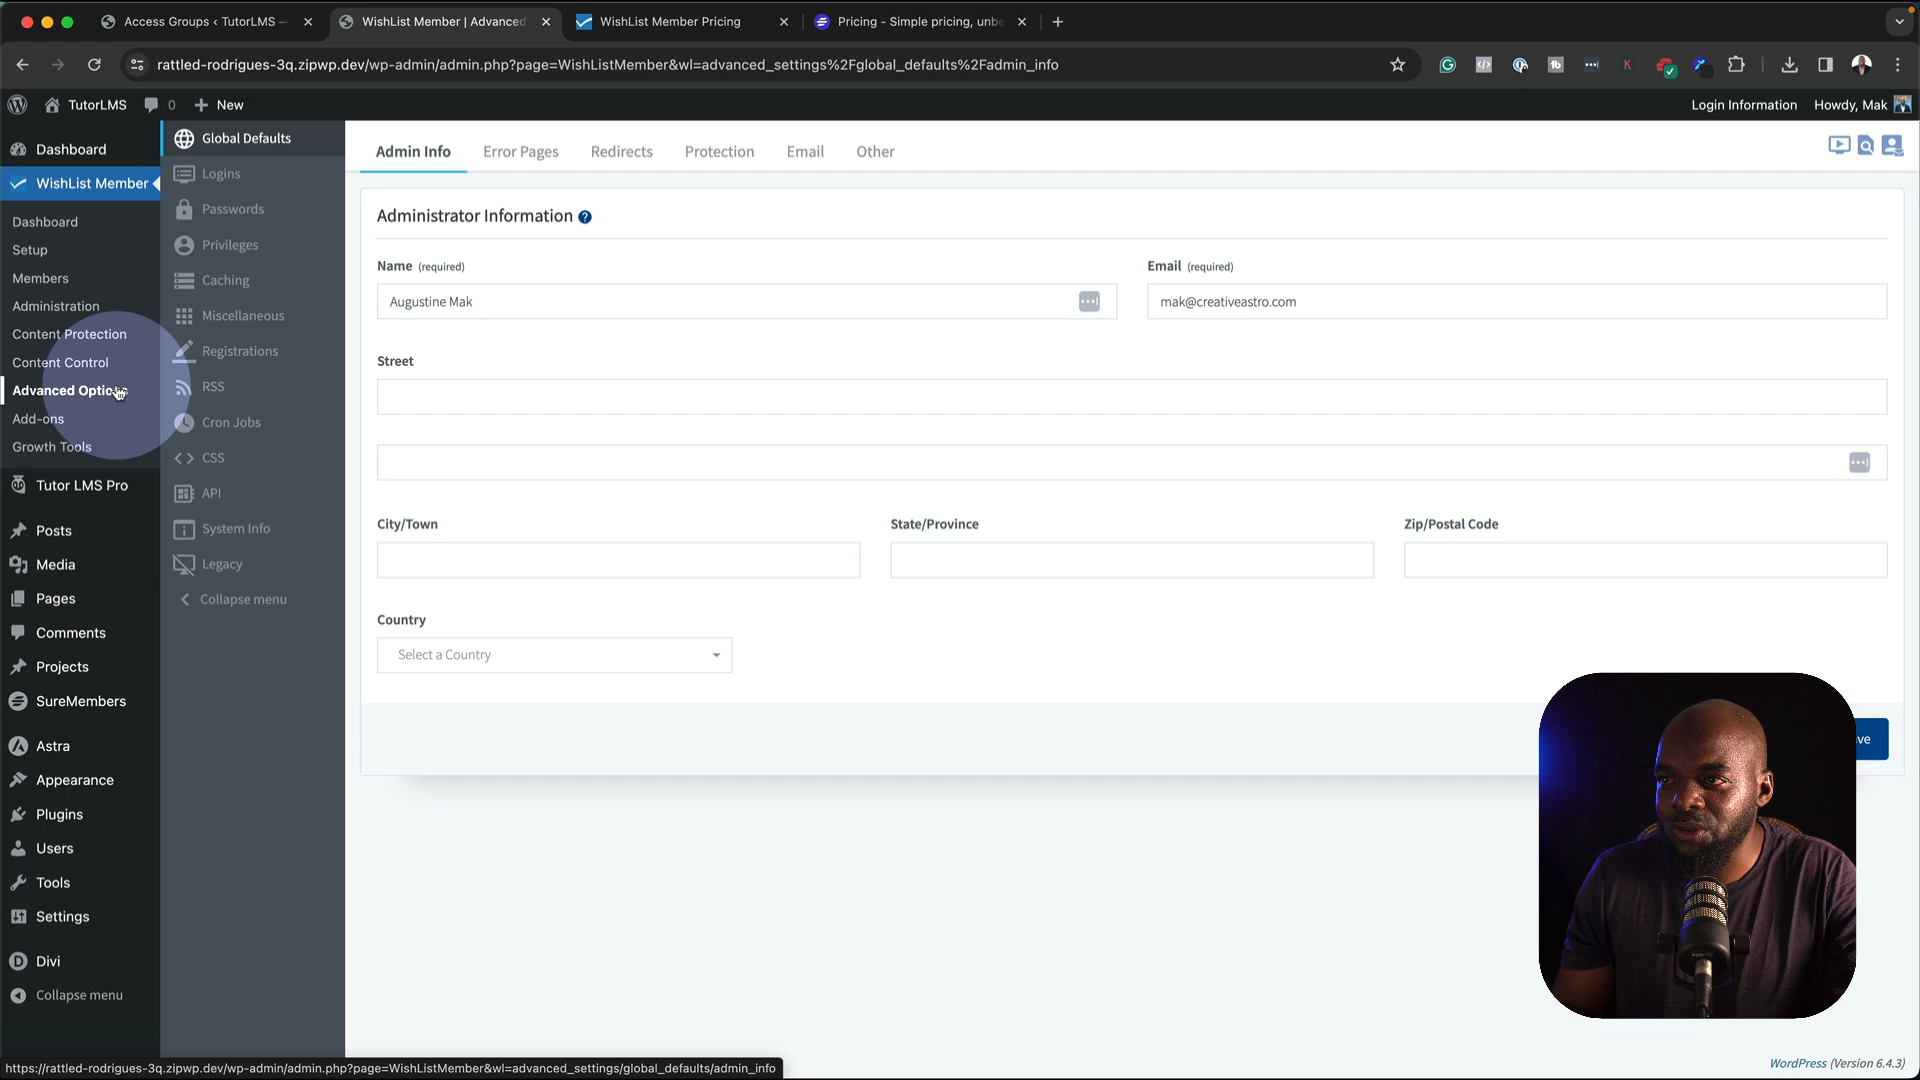 Access Groups ‹ TutorLMS —
WishList Member | Advanced
WishList Member Pricing
Pricing - Simple pricing, unbe
rattled-rodrigues-3q.zipwp.dev/wp-admin/admin.php?page=WishListMember&wl=advanced_settings%2Fglobal_defaults%2Fadmin_info
TutorLMS
0
New
Login Information
Howdy, Mak
Dashboard
WishList Member
Dashboard
Setup
Members
Administration
Content Protection
Content Control
Advanced Options
Add-ons
Growth Tools
Tutor LMS Pro
Posts
Media
Pages
Comments
Projects
SureMembers
Astra
Appearance
Plugins
Users
Tools
Settings
Divi
Collapse menu
Global Defaults
Logins
Passwords
Privileges
Caching
Miscellaneous
Registrations
RSS
Cron Jobs
CSS
API
System Info
Legacy
Collapse menu
Admin Info
Error Pages
Redirects
Protection
Email
Other
Administrator Information
Name (required)
Email (required)
Augustine Mak
mak@creativeastro.com
Street
City/Town
State/Province
Zip/Postal Code
Country
Select a Country
ve
WordPress (Version 6.4.3)
https://rattled-rodrigues-3q.zipwp.dev/wp-admin/admin.php?page=WishListMember&wl=advanced_settings/global_defaults/admin_info